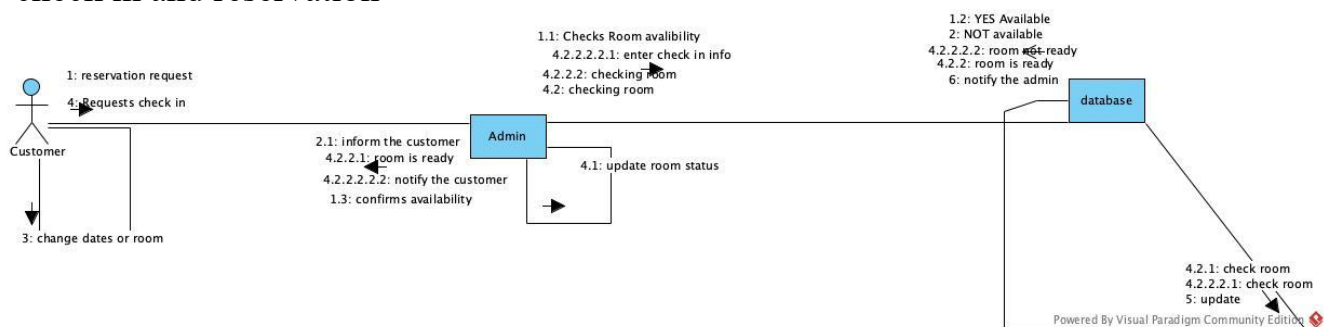 1: reservation request
4: Requests check in
Customer
3: change dates or room
2.1: inform the customer
4.2.2.1: room is ready
4.2.2.2.2.2: notify the customer
1.3: confirms availability
Admin
4.1: update room status
1.1: Checks Room avalibility
4.2.2.2.2.1: enter check in info
4.2.2.2: checking room
4.2: checking room
1.2: YES Available
2: NOT available
4.2.2.2.2: room not ready
4.2.2: room is ready
6: notify the admin
database
4.2.1: check room
4.2.2.2.1: check room
5: update
Powered By Visual Paradigm Community Edition